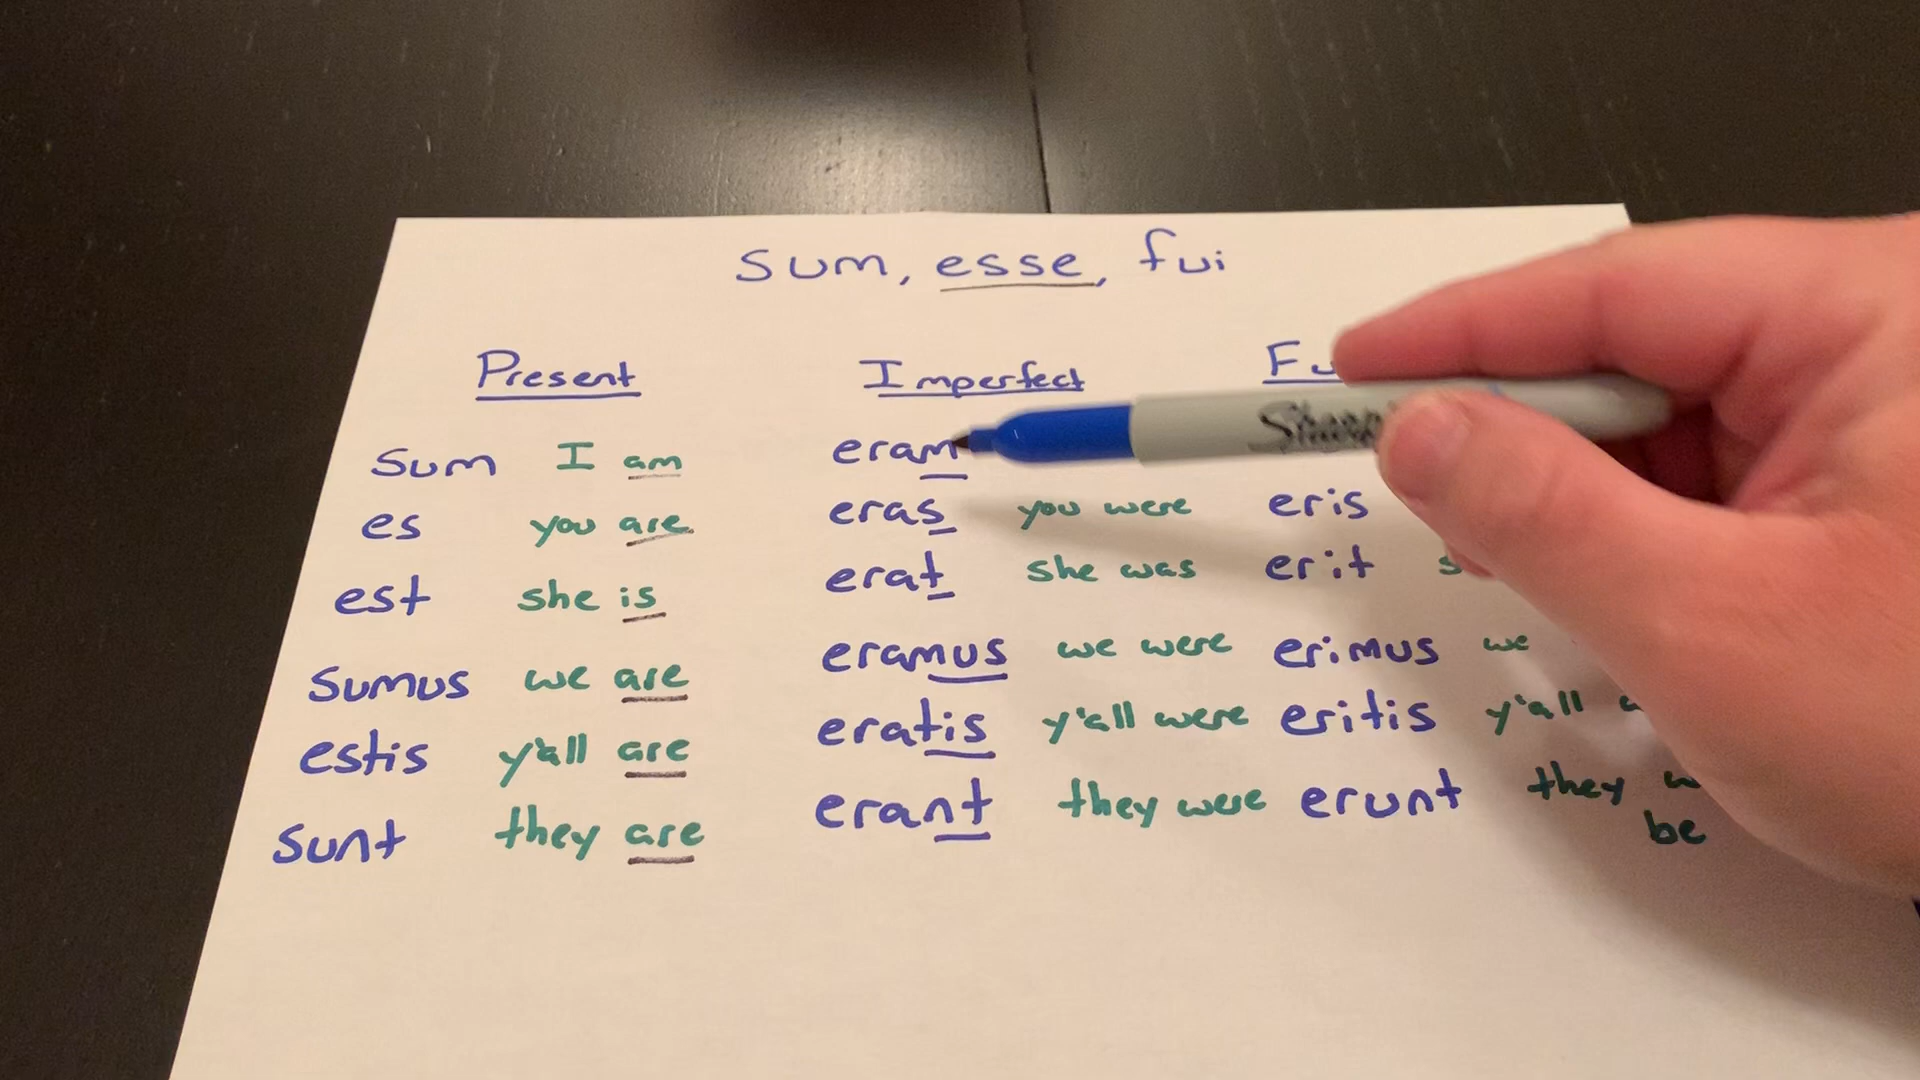 sum, esse, fui
Present Imperfect
sum I am eram
es you are eras you were eris
est she is erat she was erit
sumus we are eramus we were erimus we
estis y'all are eratis y'all were eritis y'all
sunt they are erant they were erunt they
be
Sharpie